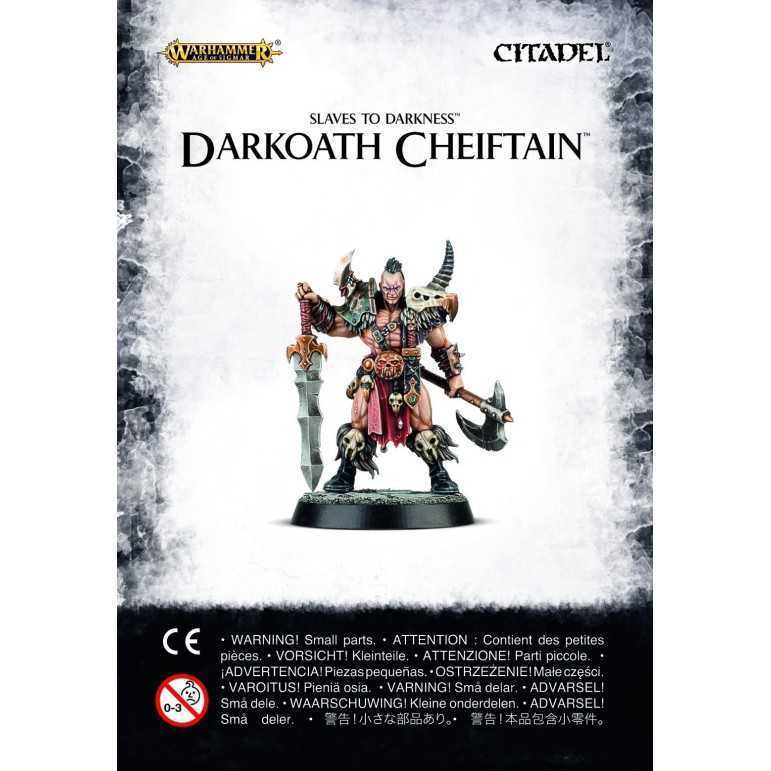 WARHAMMER®
AGE OF SIGMAR
CITADEL®
SLAVES TO DARKNESS™
DARKOATH CHEIFTAIN™
CE
0-3
• WARNING! Small parts. • ATTENTION : Contient des petites
pièces. • VORSICHT! Kleinteile. • ATTENZIONE! Parti piccole. •
¡ADVERTENCIA! Piezas pequeñas. • OSTRZEŻENIE! Małe części.
• VAROITUS! Pieniä osia. • VARNING! Små delar. • ADVARSEL!
Små dele. • WAARSCHUWING! Kleine onderdelen. • ADVARSEL!
Små deler. • 警告！小さな部品あり。• 警告！本品包含小零件。